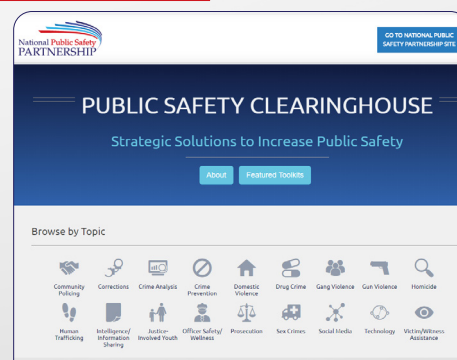 National Public Safety
PARTNERSHIP
GO TO NATIONAL PUBLIC
SAFETY PARTNERSHIP SITE
PUBLIC SAFETY CLEARINGHOUSE
Strategic Solutions to Increase Public Safety
About
Featured Toolkits
Browse by Topic
Community
Policing
Corrections
Crime Analysis
Crime
Prevention
Domestic
Violence
Drug Crime
Gang Violence
Gun Violence
Homicide
Human
Trafficking
Intelligence/
Information
Sharing
Justice-
Involved Youth
Officer Safety/
Wellness
Prosecution
Sex Crimes
Social Media
Technology
Victim/Witness
Assistance